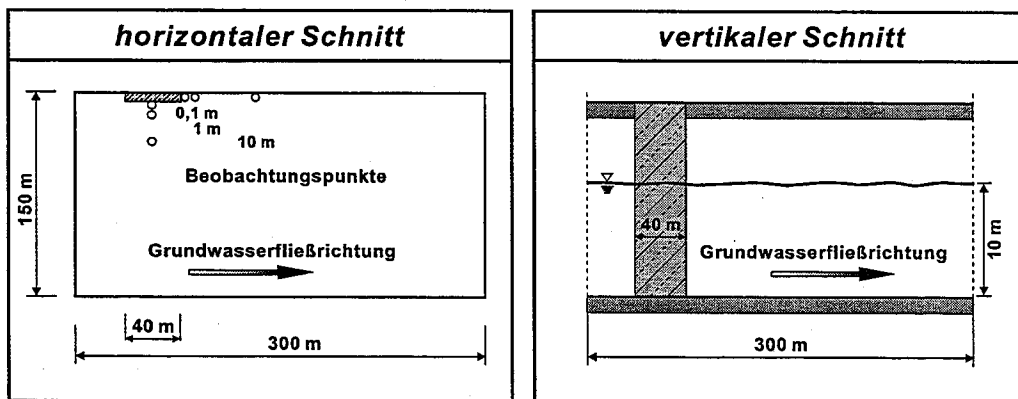 horizontaler Schnitt
0,1 m
1 m
10 m
Beobachtungspunkte
150 m
Grundwasserfließrichtung
40 m
300 m
vertikaler Schnitt
40 m
Grundwasserfließrichtung
10 m
300 m